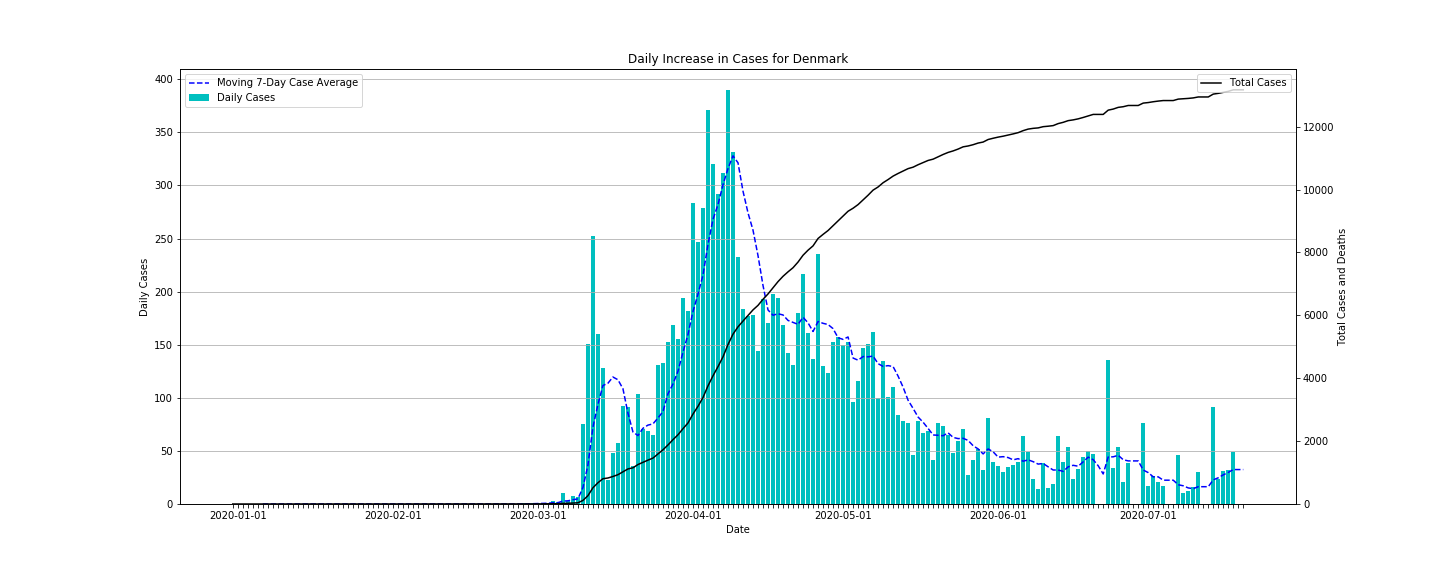 Daily Increase in Cases for Denmark
Moving 7-Day Case Average
Daily Cases
Total Cases
400
350
300
250
200
150
100
50
0
Daily Cases
12000
10000
8000
6000
4000
2000
0
Total Cases and Deaths
2020-01-01 2020-02-01 2020-03-01 2020-04-01 2020-05-01 2020-06-01 2020-07-01
Date